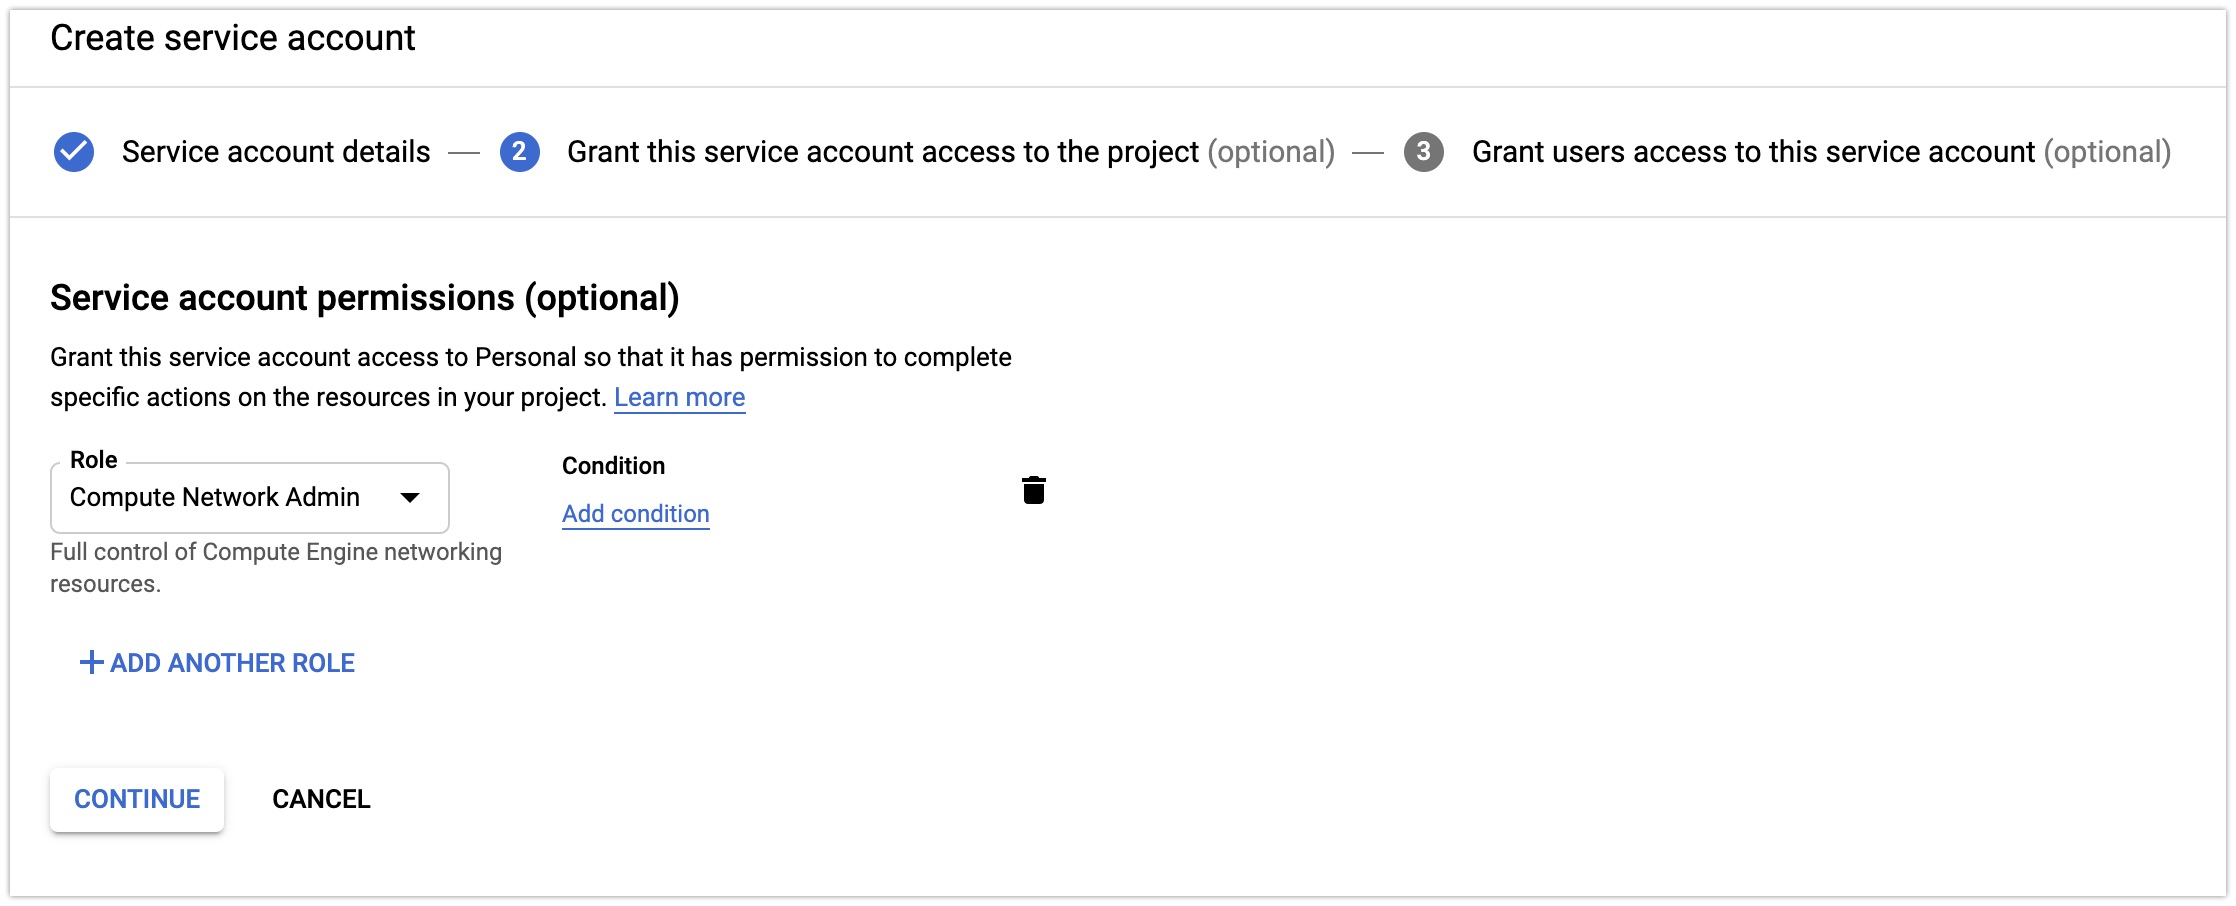 Create service account
Service account details
2 Grant this service account access to the project (optional)
3 Grant users access to this service account (optional)
Service account permissions (optional)
Grant this service account access to Personal so that it has permission to complete
specific actions on the resources in your project. Learn more
Role
Compute Network Admin
Full control of Compute Engine networking
resources.
Condition
Add condition
ADD ANOTHER ROLE
CONTINUE
CANCEL